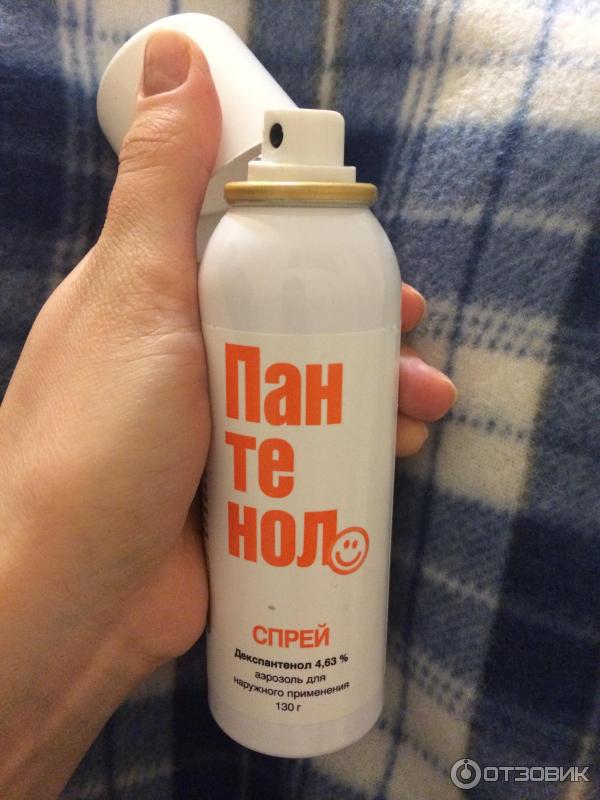 Пан
те
нол
СПРЕЙ
Декспантенол 4,63 %
аэрозоль для
наружного применения
130 г
ОТЗОВИК